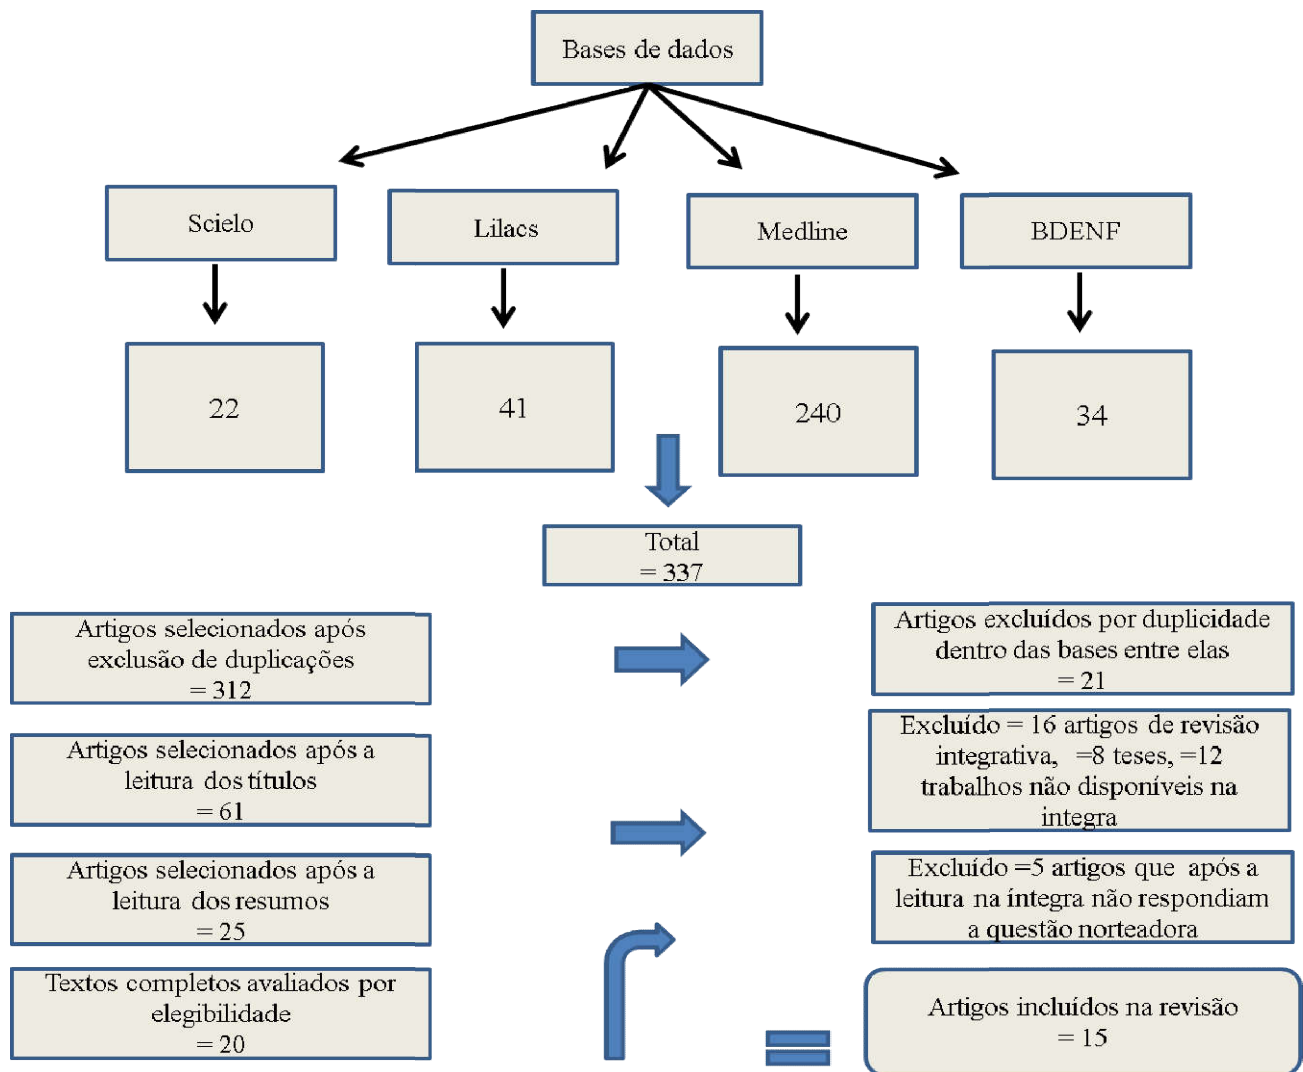 Bases de dados
Scielo
Lilacs
Medline
BDENF
22
41
240
34
Total
= 337
Artigos selecionados após
exclusão de duplicações
= 312
Artigos excluídos por duplicidade
dentro das bases entre elas
= 21
Artigos selecionados após a
leitura dos títulos
= 61
Excluído = 16 artigos de revisão
integrativa, =8 teses, =12
trabalhos não disponíveis na
integra
Artigos selecionados após a
leitura dos resumos
= 25
Excluído =5 artigos que após a
leitura na íntegra não respondiam
a questão norteadora
Textos completos avaliados por
elegibilidade
= 20
Artigos incluídos na revisão
= 15